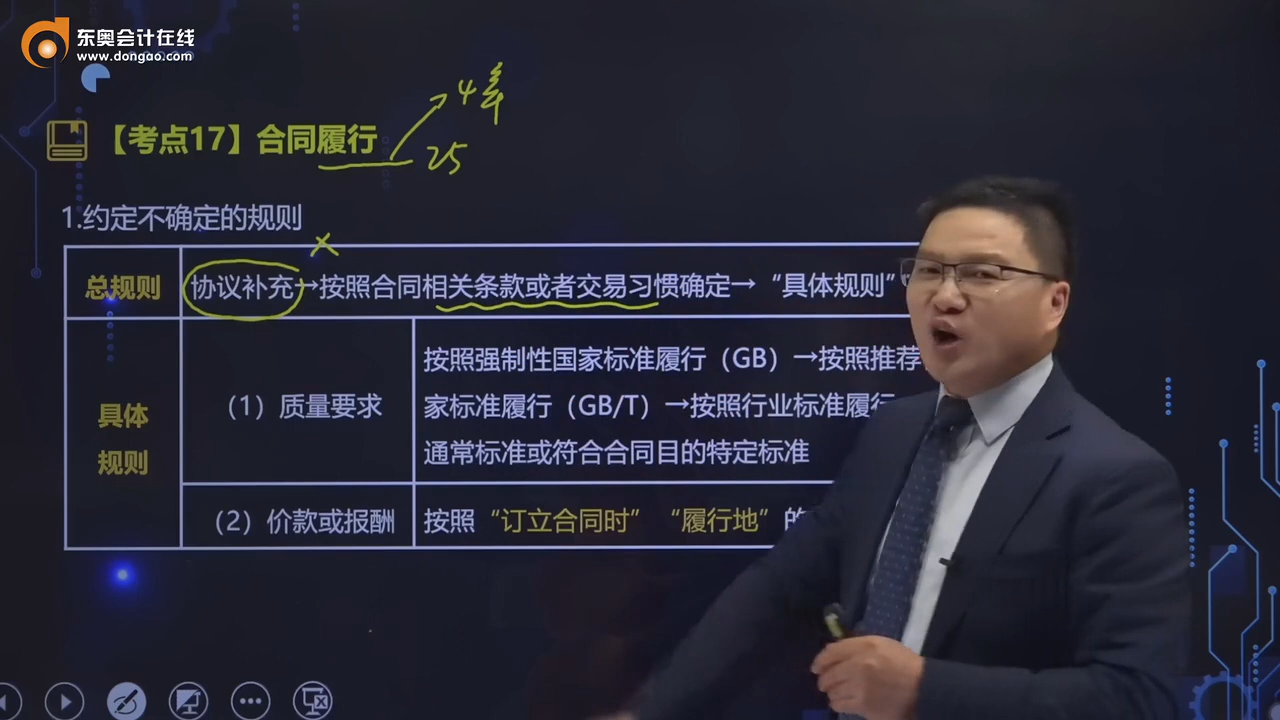 东奥会计在线
www.dongao.com
【考点17】合同履行
4年
25
1.约定不确定的规则
总规则
协议补充→按照合同相关条款或者交易习惯确定→“具体规则”
具体
规则
（1）质量要求
按照强制性国家标准履行（GB）→按照推荐
家标准履行（GB/T）→按照行业标准履行
通常标准或符合合同目的特定标准
（2）价款或报酬
按照“订立合同时”“履行地”的